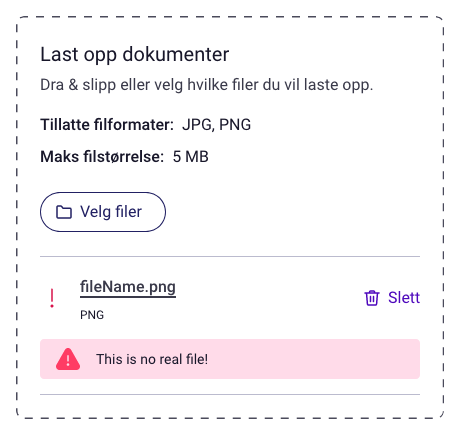 Last opp dokumenter
Dra & slipp eller velg hvilke filer du vil laste opp.
Tillatte filformater: JPG, PNG
Maks filstørrelse: 5 MB
Velg filer
fileName.png
Slett
PNG
This is no real file!